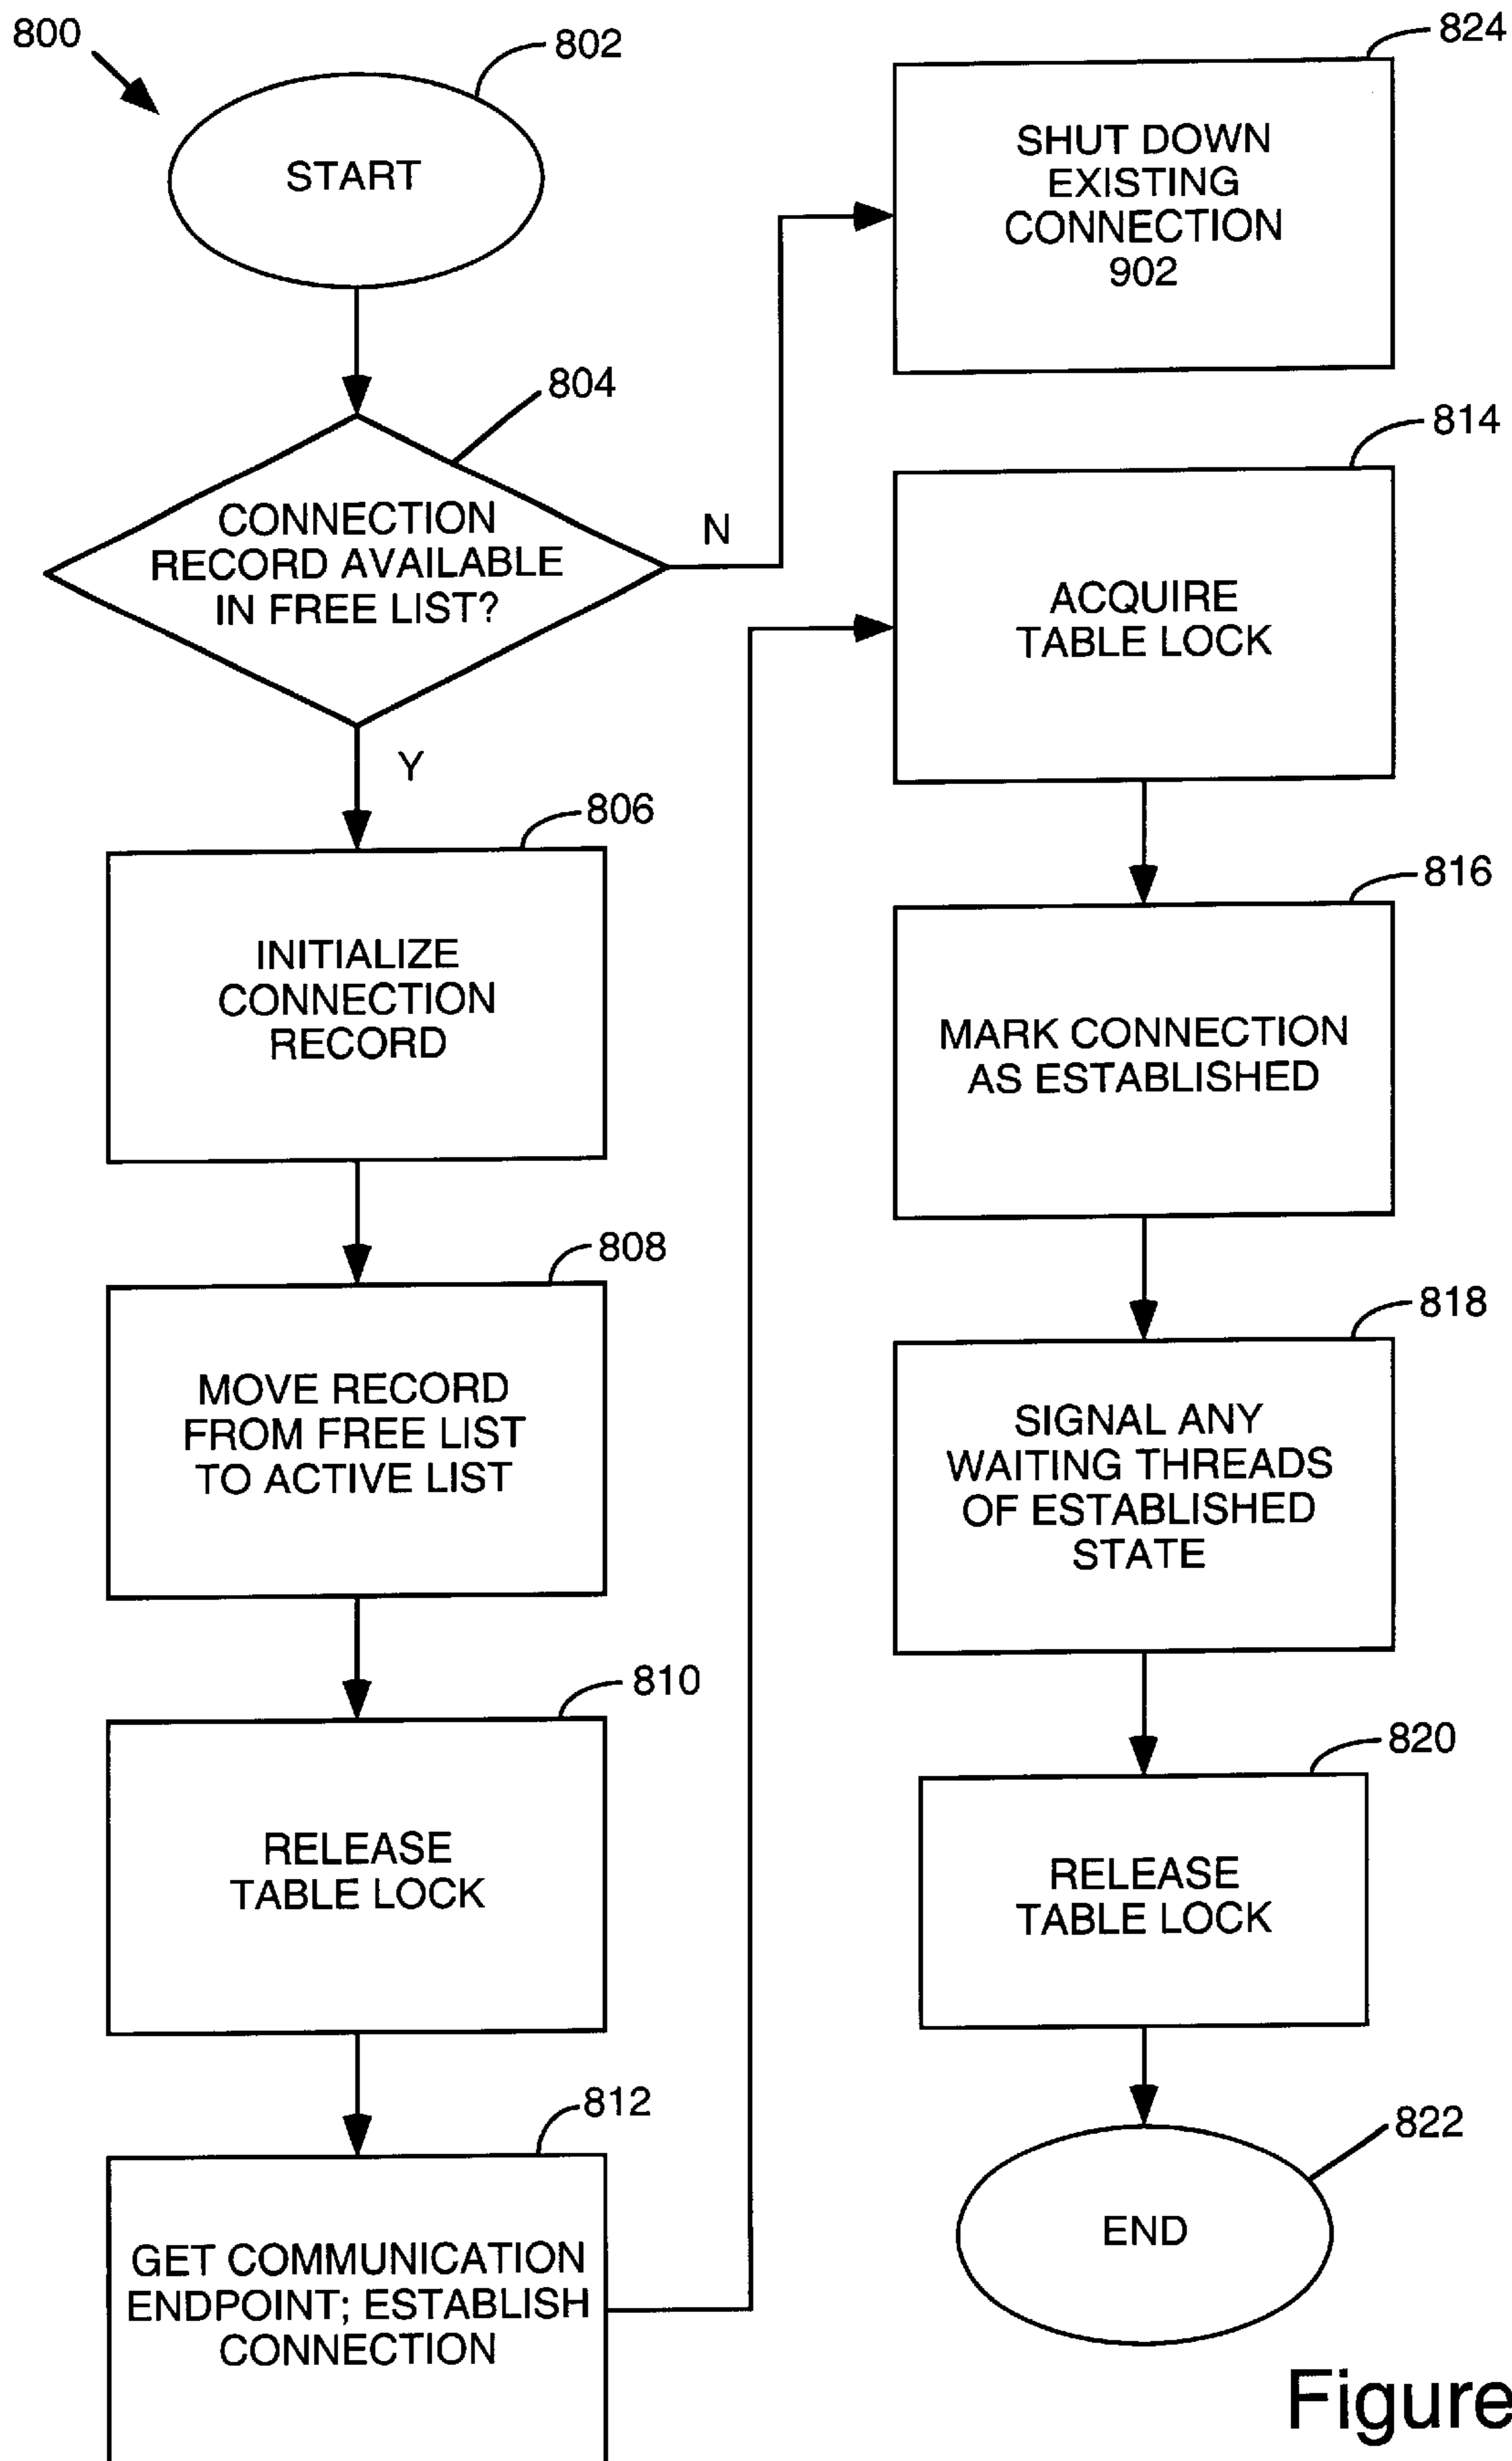 800
802
START
804
CONNECTION
RECORD AVAILABLE
IN FREE LIST?
N
Y
806
INITIALIZE
CONNECTION
RECORD
808
MOVE RECORD
FROM FREE LIST
TO ACTIVE LIST
810
RELEASE
TABLE LOCK
812
GET COMMUNICATION
ENDPOINT; ESTABLISH
CONNECTION
824
SHUT DOWN
EXISTING
CONNECTION
902
814
ACQUIRE
TABLE LOCK
816
MARK CONNECTION
AS ESTABLISHED
818
SIGNAL ANY
WAITING THREADS
OF ESTABLISHED
STATE
820
RELEASE
TABLE LOCK
822
END
Figure